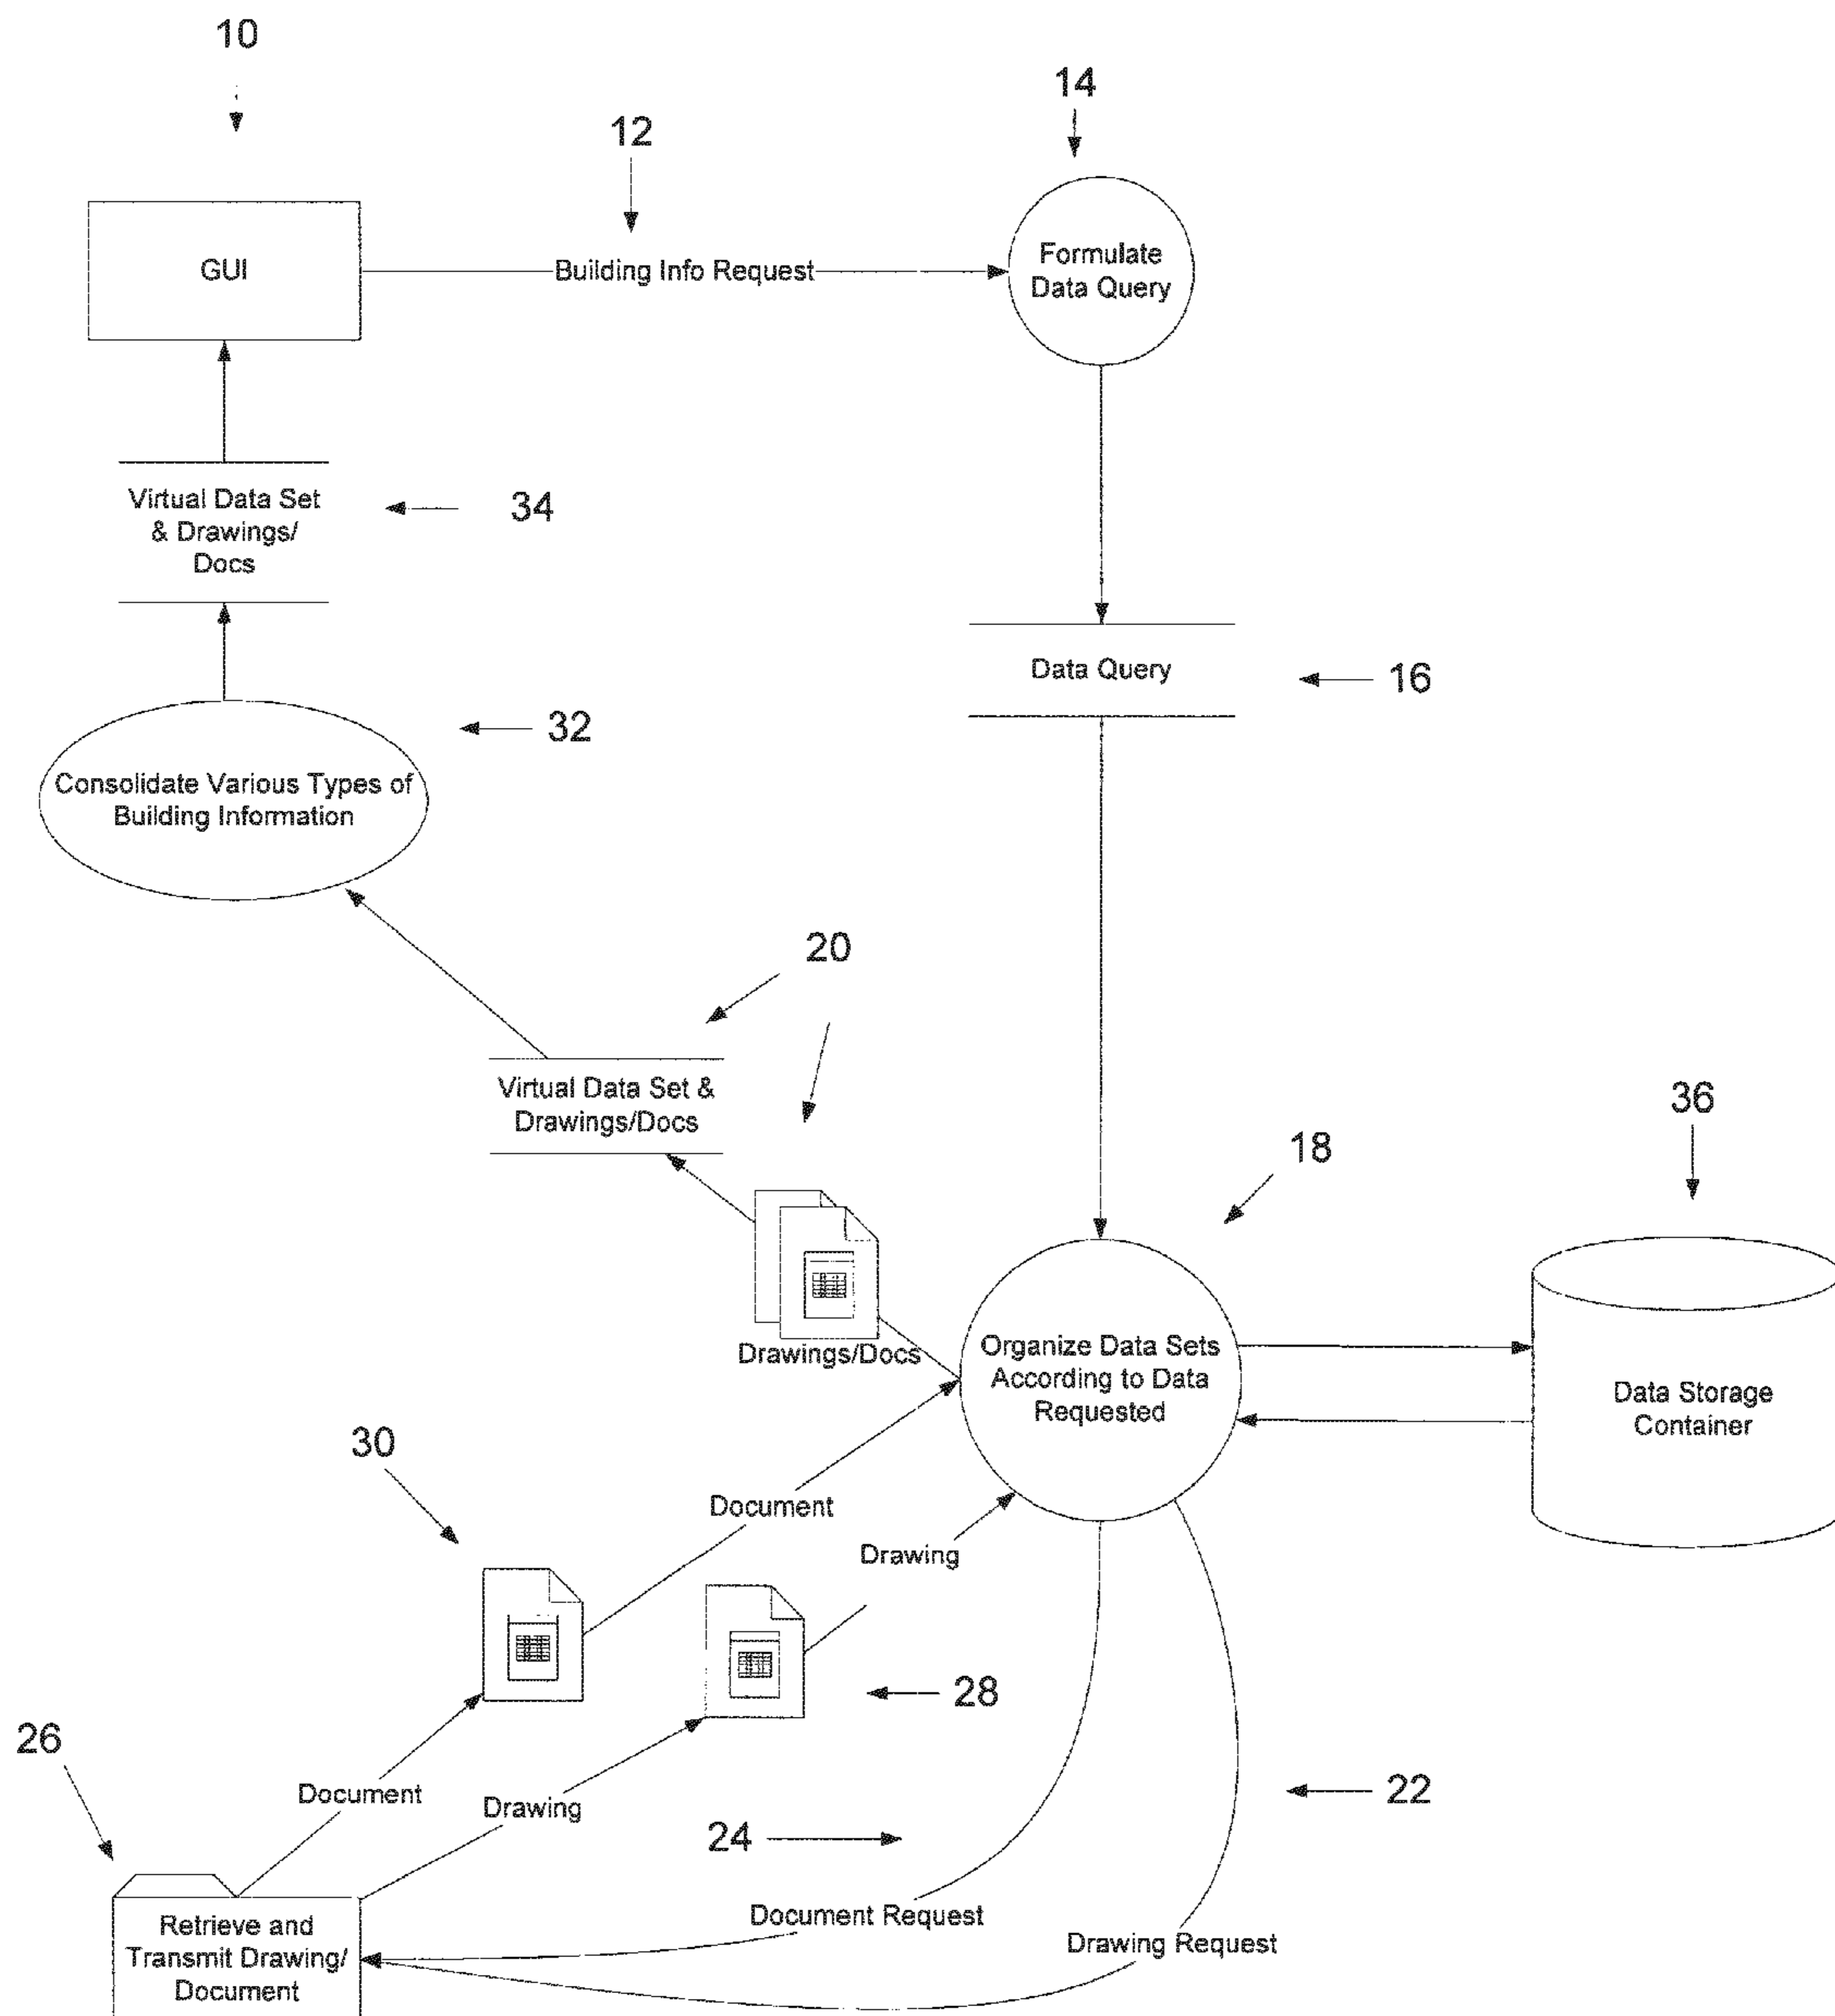 10
14
12
GUI
Building Info Request
Formulate
Data Query
Virtual Data Set
& Drawings/
Docs
34
Data Query
16
32
Consolidate Various Types of
Building Information
20
Virtual Data Set &
Drawings/Docs
36
18
Drawings/Docs
Organize Data Sets
According to Data
Requested
Data Storage
Container
30
Document
Drawing
28
26
Document
Drawing
22
24
Document Request
Drawing Request
Retrieve and
Transmit Drawing/
Document